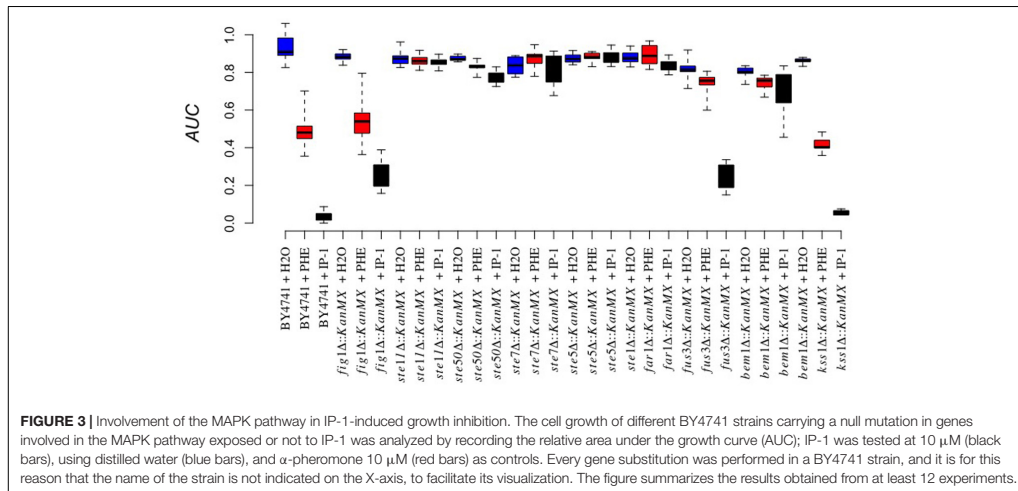 AUC
1.0
0.8
0.6
0.4
0.2
0.0
BY4741 + H2O
BY4741 + PHE
BY4741 + IP-1
fig1Δ::KanMX + H2O
fig1Δ::KanMX + PHE
fig1Δ::KanMX + IP-1
ste11Δ::KanMX + H2O
ste11Δ::KanMX + PHE
ste11Δ::KanMX + IP-1
ste50Δ::KanMX + H2O
ste50Δ::KanMX + PHE
ste50Δ::KanMX + IP-1
ste7Δ::KanMX + H2O
ste7Δ::KanMX + PHE
ste7Δ::KanMX + IP-1
ste5Δ::KanMX + H2O
ste5Δ::KanMX + PHE
ste5Δ::KanMX + IP-1
ste1Δ::KanMX + H2O
far1Δ::KanMX + PHE
far1Δ::KanMX + IP-1
fus3Δ::KanMX + H2O
fus3Δ::KanMX + PHE
fus3Δ::KanMX + IP-1
bem1Δ::KanMX + H2O
bem1Δ::KanMX + PHE
bem1Δ::KanMX + IP-1
bem1Δ::KanMX + H2O
kss1Δ::KanMX + PHE
kss1Δ::KanMX + IP-1
FIGURE 3 | Involvement of the MAPK pathway in IP-1-induced growth inhibition. The cell growth of different BY4741 strains carrying a null mutation in genes
involved in the MAPK pathway exposed or not to IP-1 was analyzed by recording the relative area under the growth curve (AUC); IP-1 was tested at 10 μM (black
bars), using distilled water (blue bars), and α-pheromone 10 μM (red bars) as controls. Every gene substitution was performed in a BY4741 strain, and it is for this
reason that the name of the strain is not indicated on the X-axis, to facilitate its visualization. The figure summarizes the results obtained from at least 12 experiments.